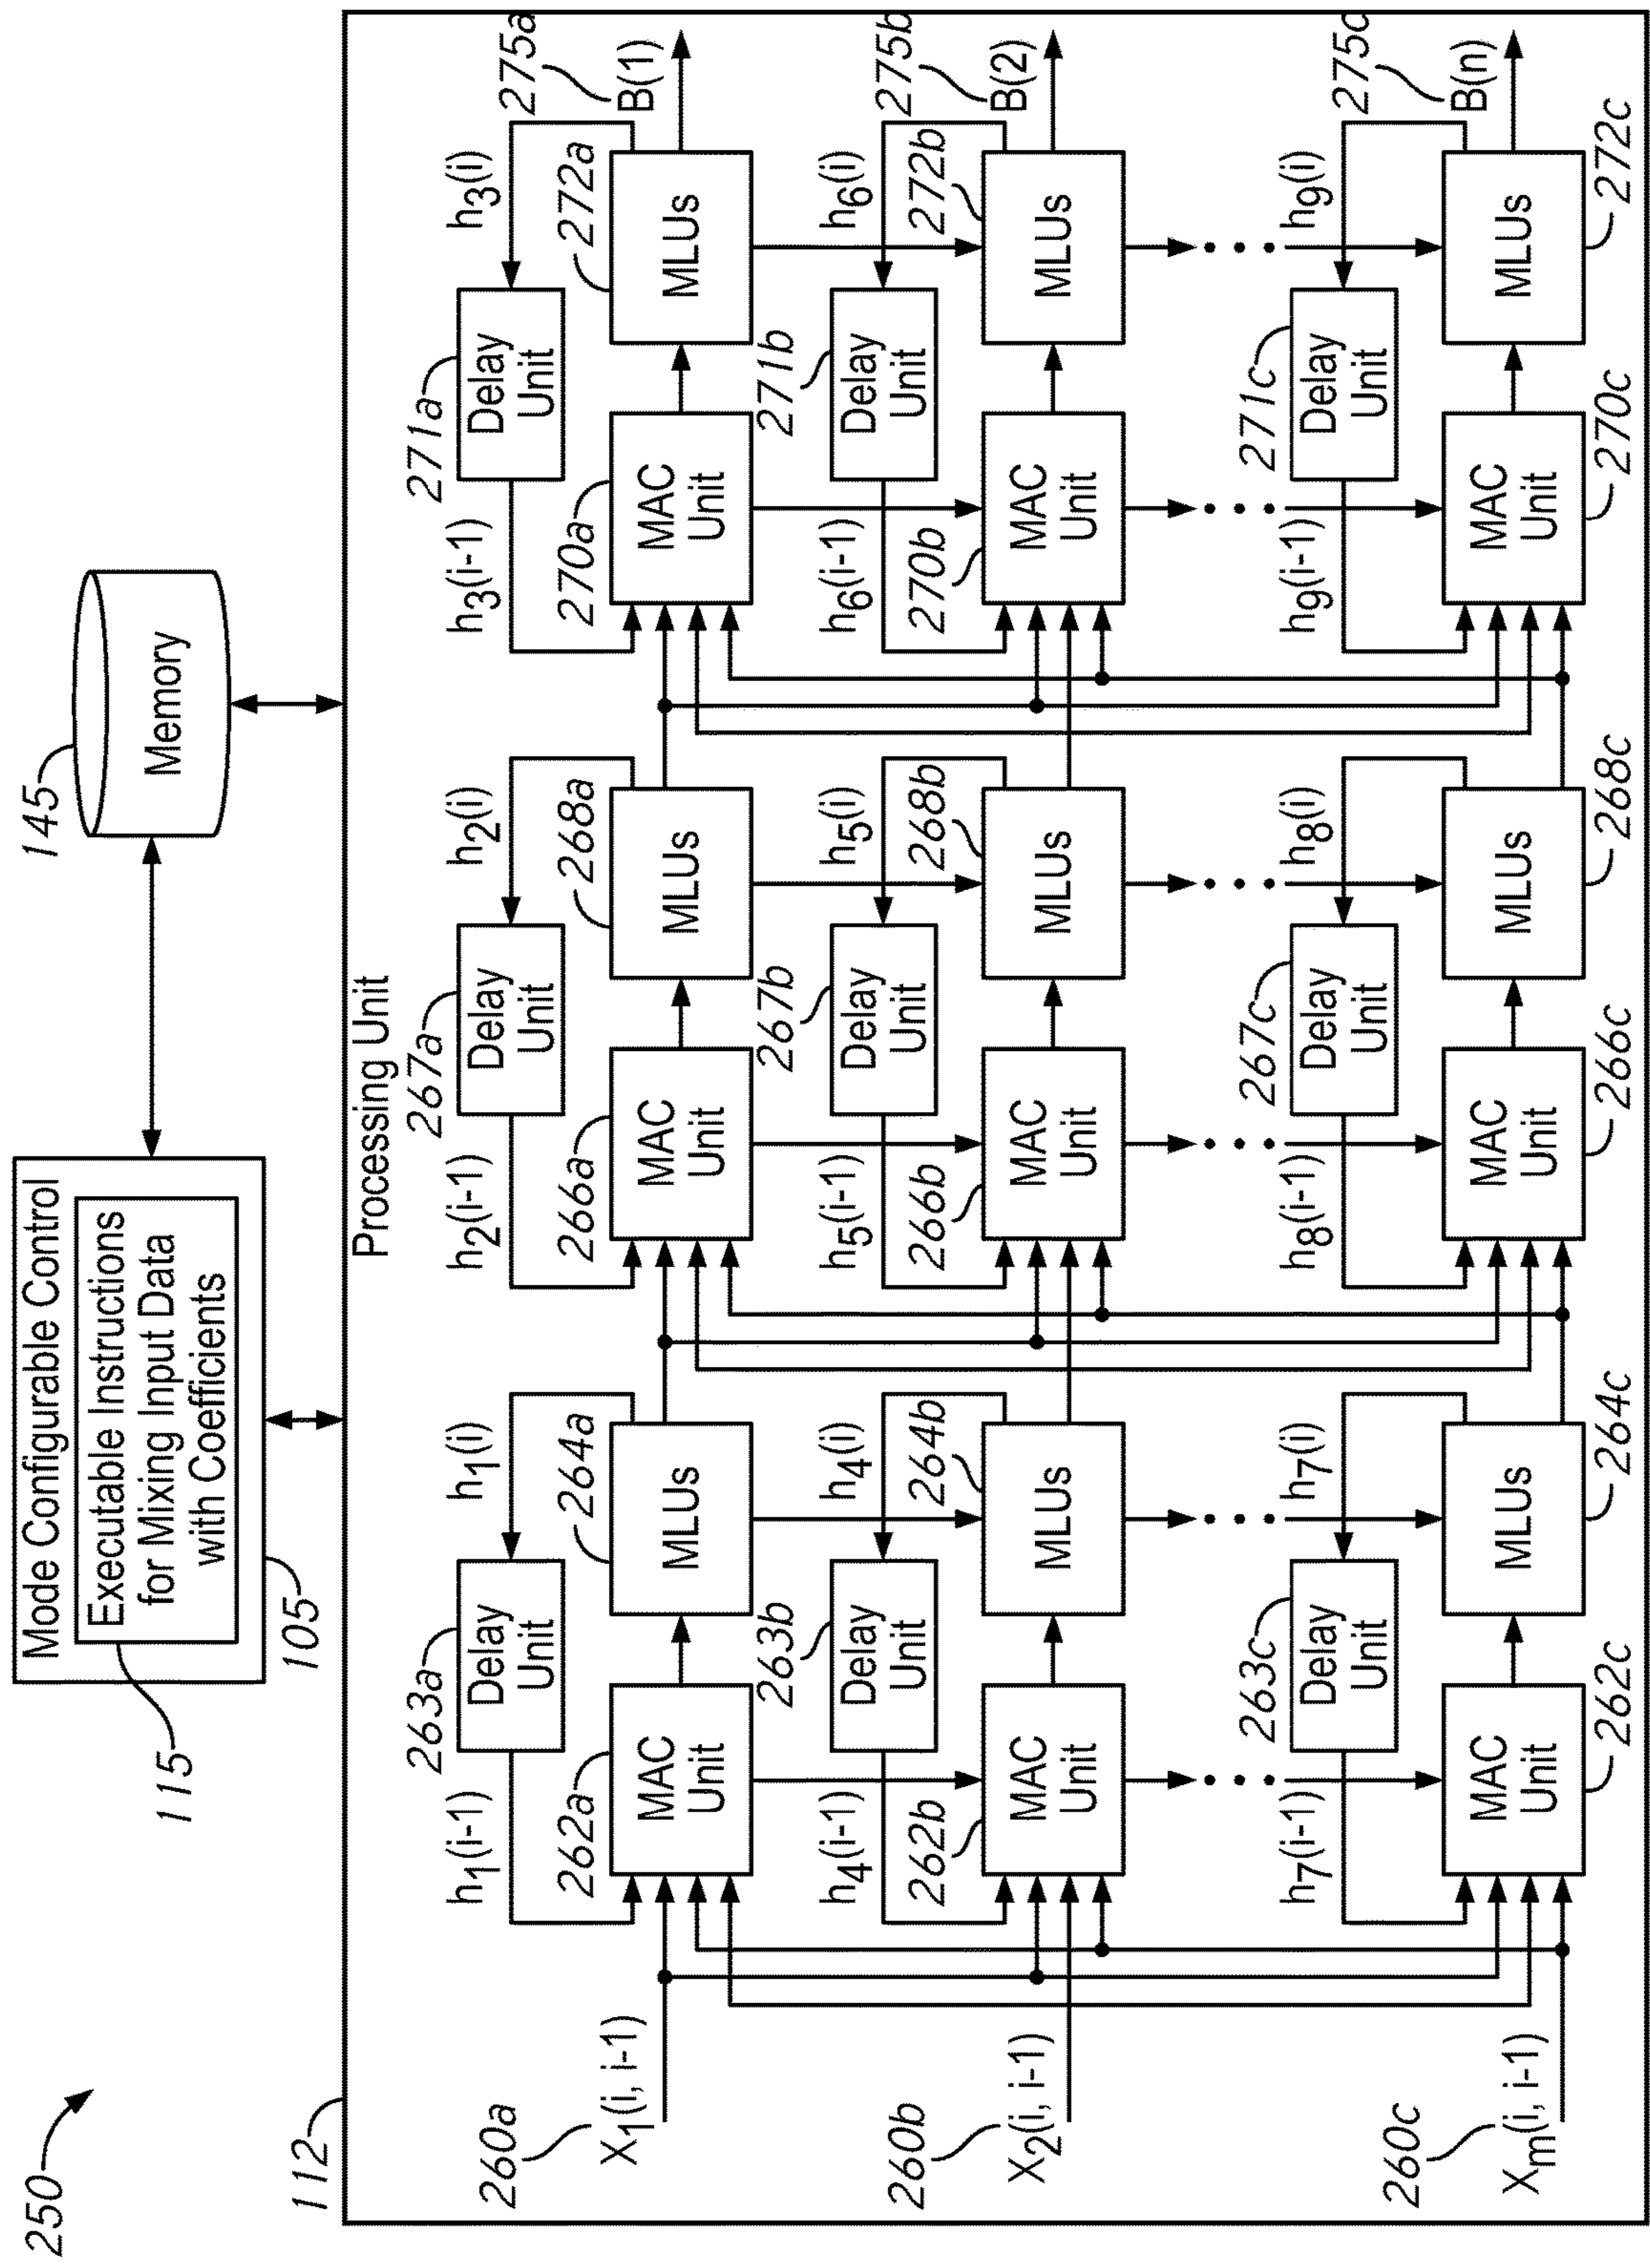 250
Mode Configurable Control
Executable Instructions
for Mixing Input Data
with Coefficients
115
105
145
Memory
112
Processing Unit
h1(i-1)
263a
Delay
Unit
h1(i)
h2(i-1)
267a
Delay
Unit
h2(i)
h3(i-1)
271a
Delay
Unit
h3(i)
275a
260a
X1(i, i-1)
262a
MAC
Unit
264a
MLUs
266a
MAC
Unit
268a
MLUs
270a
MAC
Unit
272a
MLUs
B(1)
h4(i-1)
263b
Delay
Unit
h4(i)
h5(i-1)
267b
Delay
Unit
h5(i)
h6(i-1)
271b
Delay
Unit
h6(i)
275b
260b
X2(i, i-1)
262b
MAC
Unit
264b
MLUs
266b
MAC
Unit
268b
MLUs
270b
MAC
Unit
272b
MLUs
B(2)
h7(i-1)
263c
Delay
Unit
h7(i)
h8(i-1)
267c
Delay
Unit
h8(i)
h9(i-1)
271c
Delay
Unit
h9(i)
275c
260c
Xm(i, i-1)
MAC
Unit
262c
MLUs
264c
MAC
Unit
266c
MLUs
268c
MAC
Unit
270c
MLUs
272c
B(n)